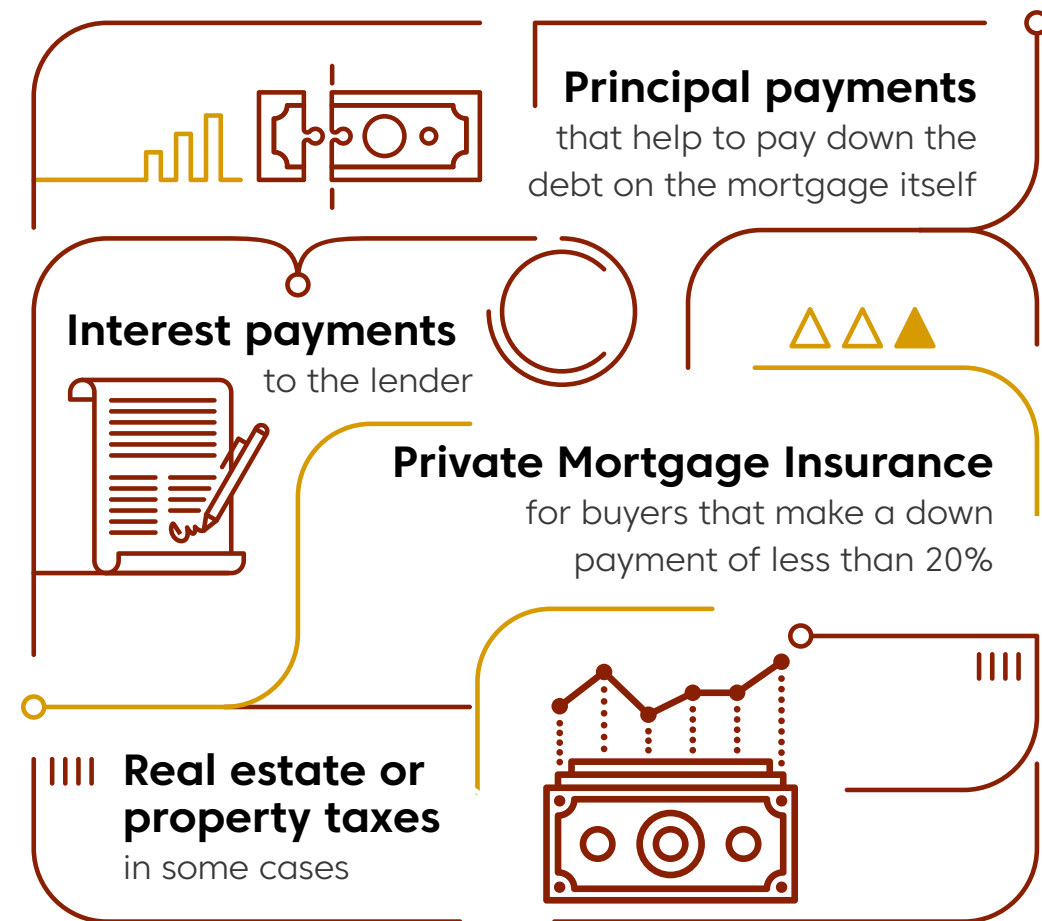 Principal payments
that help to pay down the
debt on the mortgage itself
Interest payments
to the lender
Private Mortgage Insurance
for buyers that make a down
payment of less than 20%
Real estate or
property taxes
in some cases